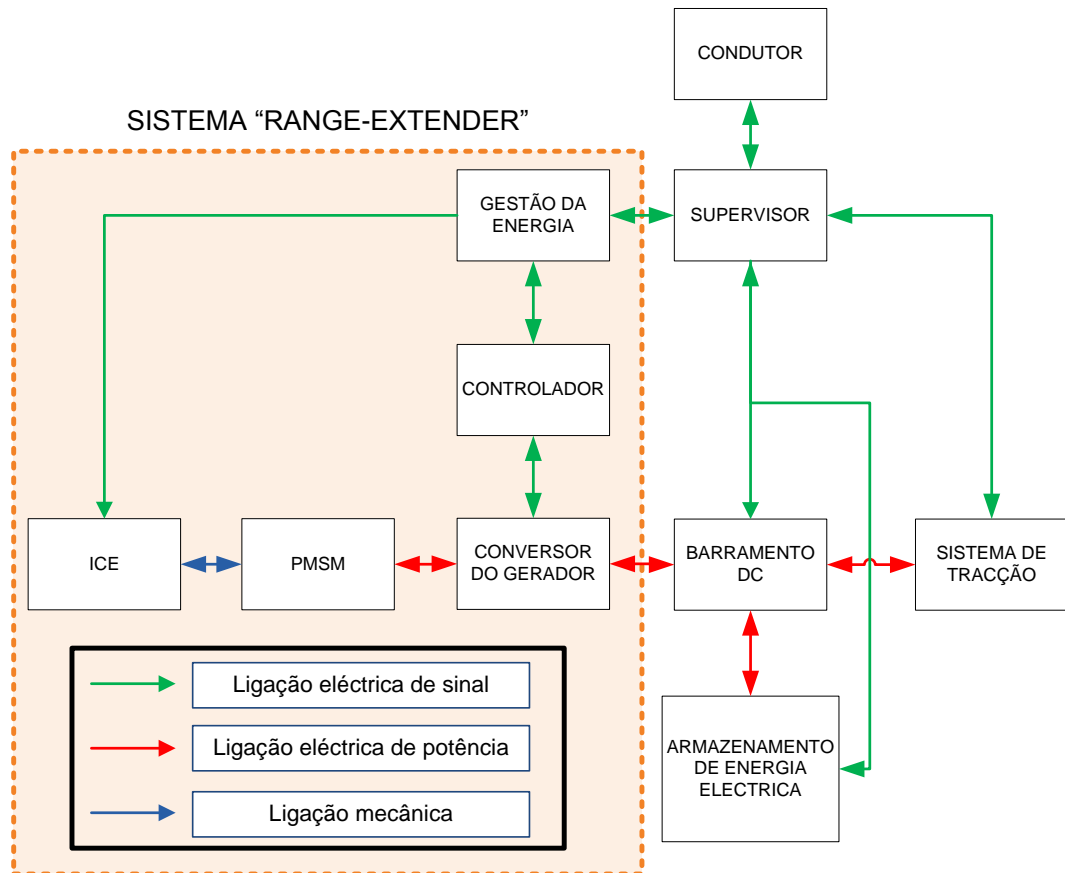 CONDUTOR
SISTEMA “RANGE-EXTENDER”
GESTÃO DA
ENERGIA
SUPERVISOR
CONTROLADOR
ICE
PMSM
CONVERSOR
DO GERADOR
BARRAMENTO
DC
SISTEMA DE
TRACÇÃO
Ligação eléctrica de sinal
Ligação eléctrica de potência
Ligação mecânica
ARMAZENAMENTO
DE ENERGIA
ELECTRICA